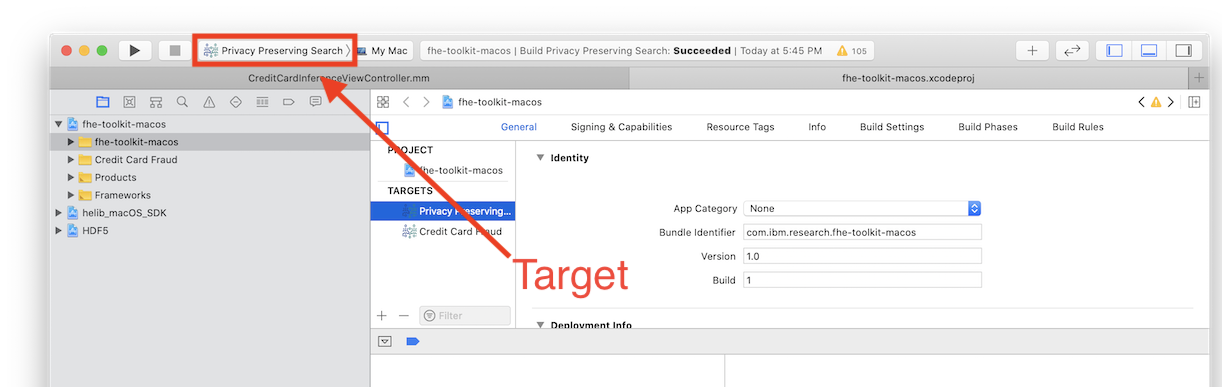 Privacy Preserving Search 〉 My Mac
fhe-toolkit-macos | Build Privacy Preserving Search: Succeeded | Today at 5:45 PM 105
CreditCardInferenceViewController.mm
fhe-toolkit-macos.xcodeproj
fhe-toolkit-macos
General Signing & Capabilities Resource Tags Info Build Settings Build Phases Build Rules
fhe-toolkit-macos
fhe-toolkit-macos
Credit Card Fraud
Products
Frameworks
helib_macOS_SDK
HDF5
PROJECT
fhe-toolkit-macos
TARGETS
Privacy Preserving...
Credit Card Fraud
Filter
Identity
App Category None
Bundle Identifier com.ibm.research.fhe-toolkit-macos
Version 1.0
Build 1
Deployment Info
Target